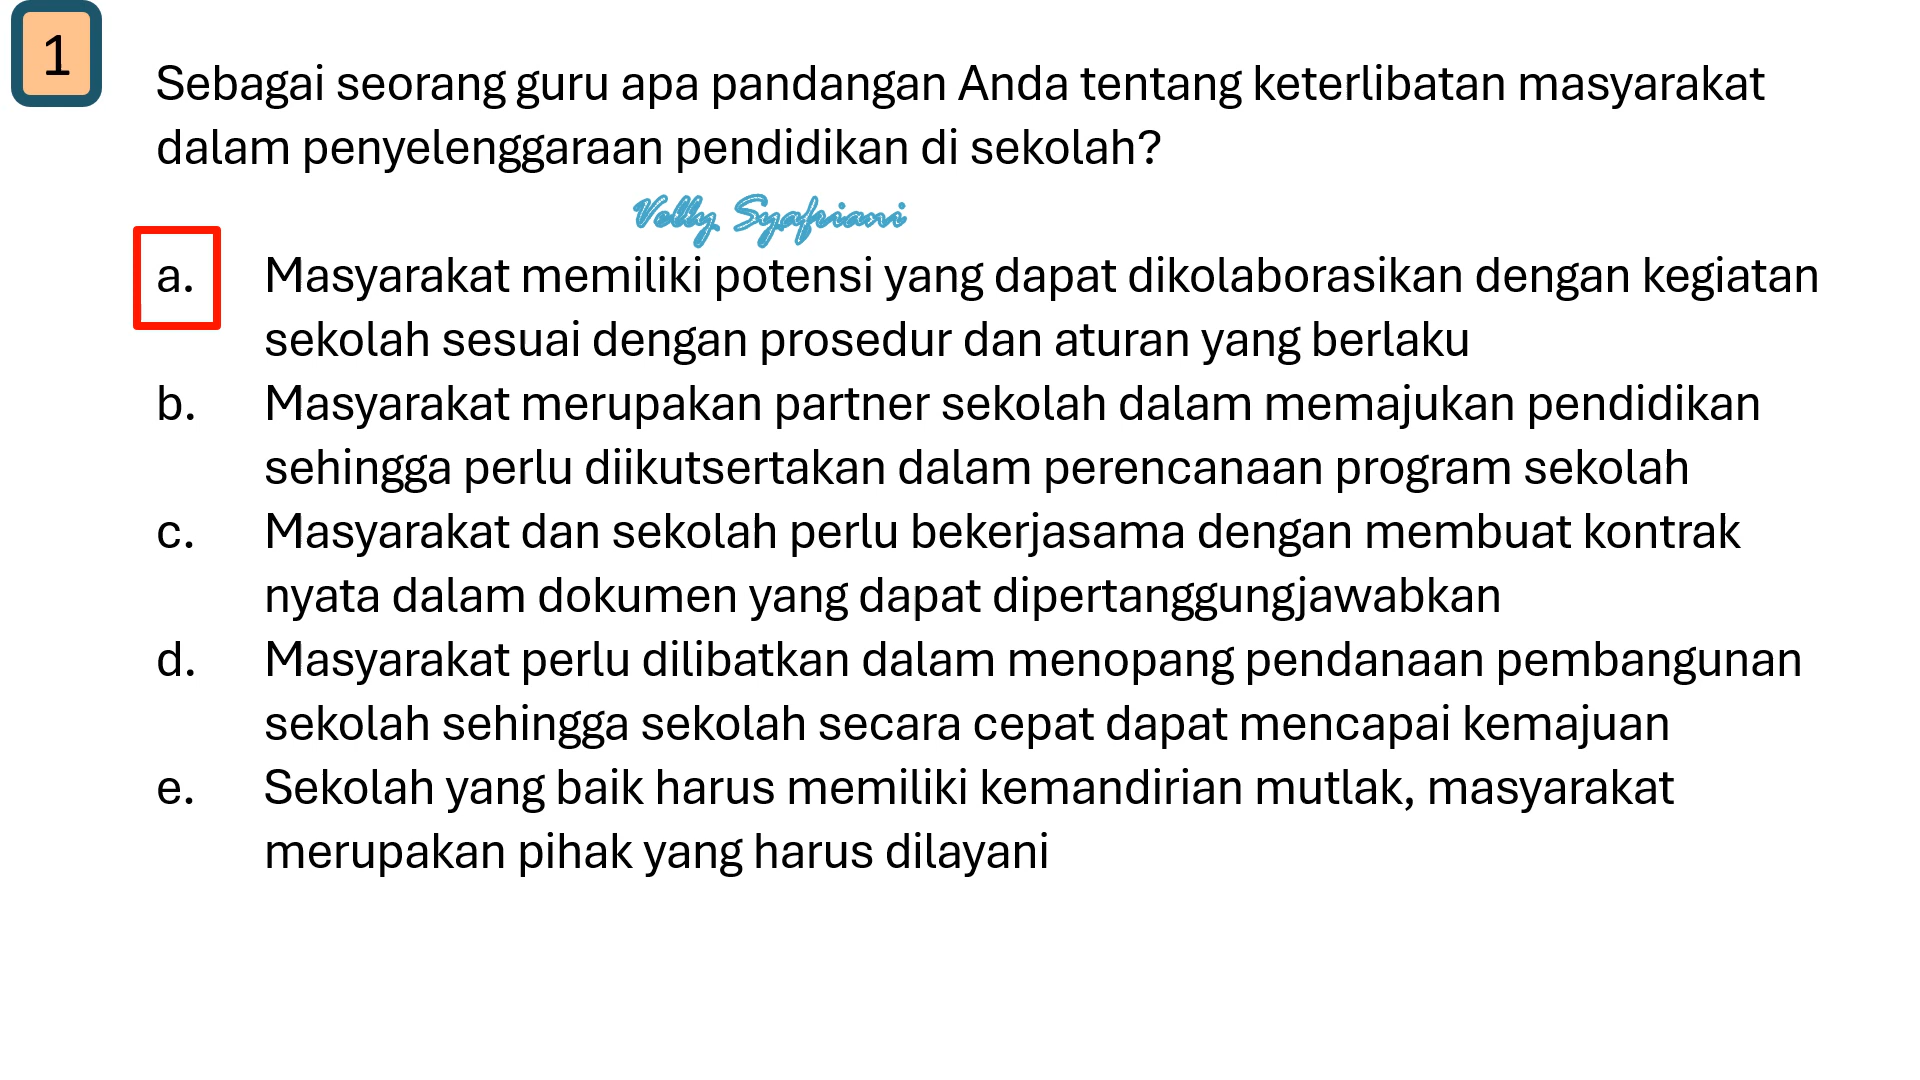 1
Sebagai seorang guru apa pandangan Anda tentang keterlibatan masyarakat
dalam penyelenggaraan pendidikan di sekolah?
Velly Syafriani
a. Masyarakat memiliki potensi yang dapat dikolaborasikan dengan kegiatan
sekolah sesuai dengan prosedur dan aturan yang berlaku
b. Masyarakat merupakan partner sekolah dalam memajukan pendidikan
sehingga perlu diikutsertakan dalam perencanaan program sekolah
c. Masyarakat dan sekolah perlu bekerjasama dengan membuat kontrak
nyata dalam dokumen yang dapat dipertanggungjawabkan
d. Masyarakat perlu dilibatkan dalam menopang pendanaan pembangunan
sekolah sehingga sekolah secara cepat dapat mencapai kemajuan
e. Sekolah yang baik harus memiliki kemandirian mutlak, masyarakat
merupakan pihak yang harus dilayani